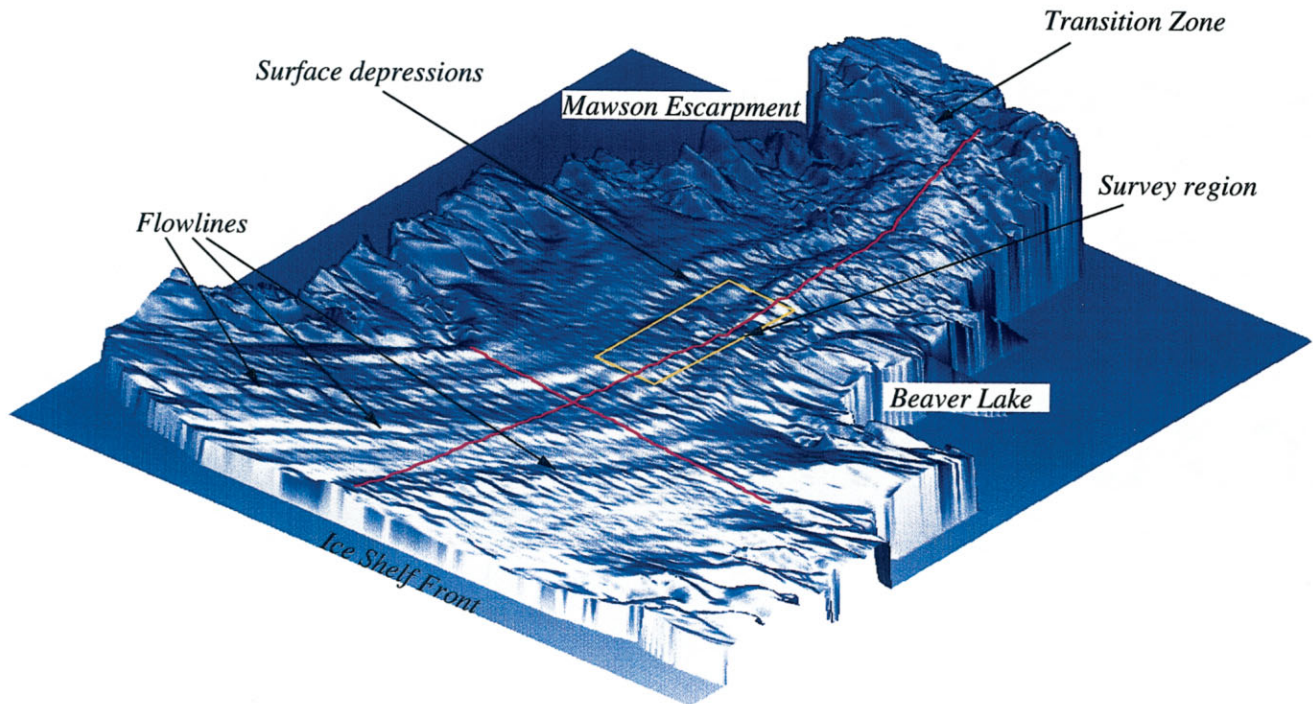 Transition Zone
Surface depressions
Mawson Escarpment
Survey region
Flowlines
Beaver Lake
Ice Shelf Front